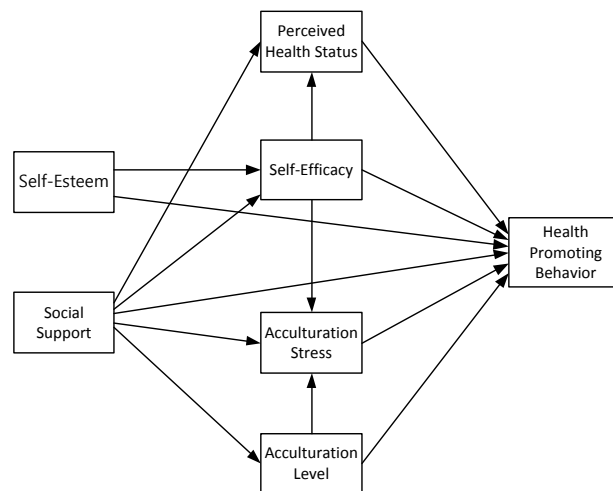 Perceived
Health Status
Self-Esteem
Self-Efficacy
Health
Promoting
Behavior
Social
Support
Acculturation
Stress
Acculturation
Level